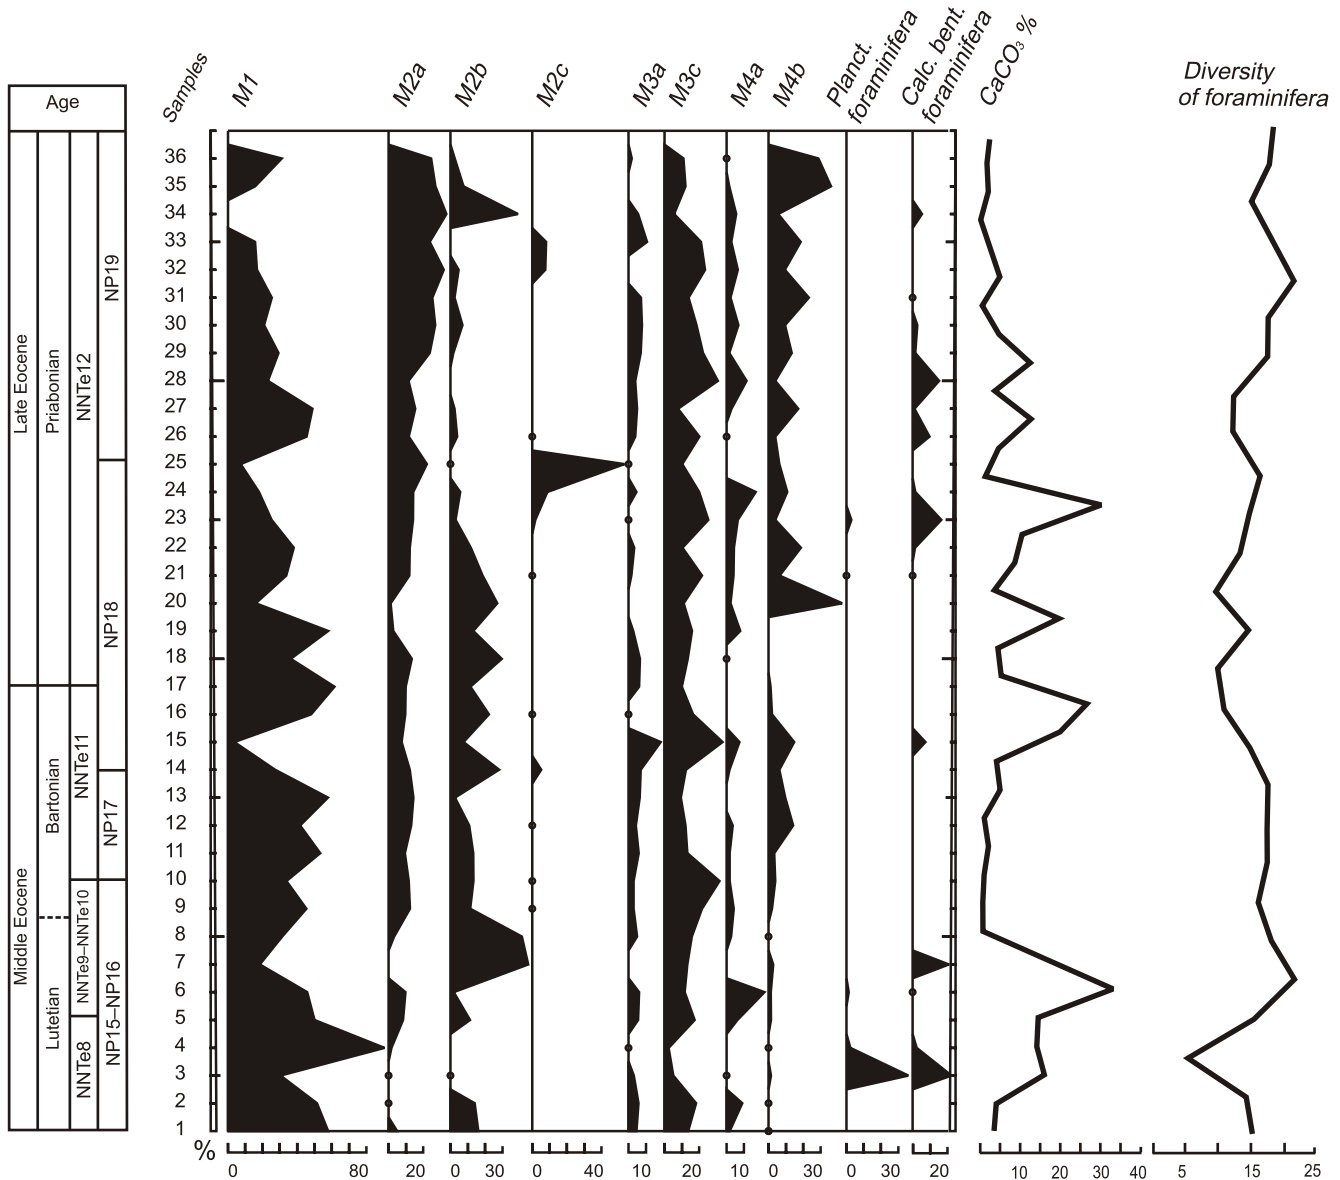 Age
Samples
M1
M2a
M2b
M2c
M3a
M3c
M4a
M4b
Planct.
foraminifera
Calc. bent.
foraminifera
CaCO₃ %
Diversity
of foraminifera
Late Eocene
Middle Eocene
Priabonian
Bartonian
Lutetian
NNTe12
NNTe11
NNTe9–NNTe10
NNTe8
NP19
NP18
NP17
NP15–NP16
36
35
34
33
32
31
30
29
28
27
26
25
24
23
22
21
20
19
18
17
16
15
14
13
12
11
10
9
8
7
6
5
4
3
2
1
%
0 80 20 0 30 0 40 10 20 10 0 30 0 30 20 10 20 30 40 5 15 25